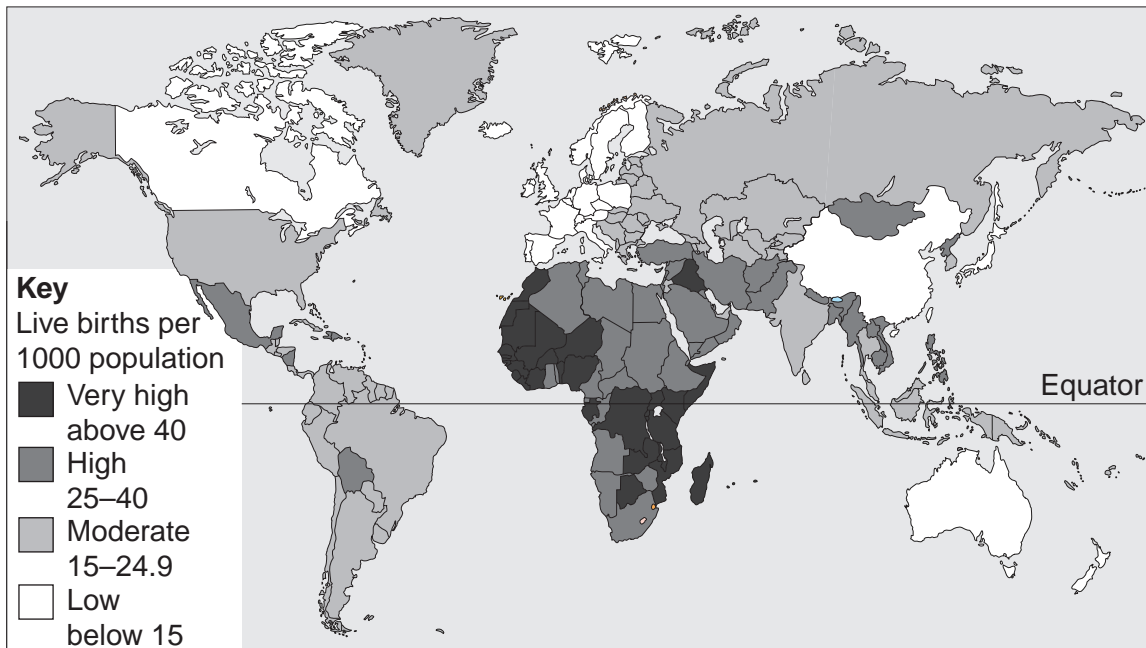 Equator
Key
Live births per
1000 population
Very high
above 40
High
25–40
Moderate
15–24.9
Low
below 15